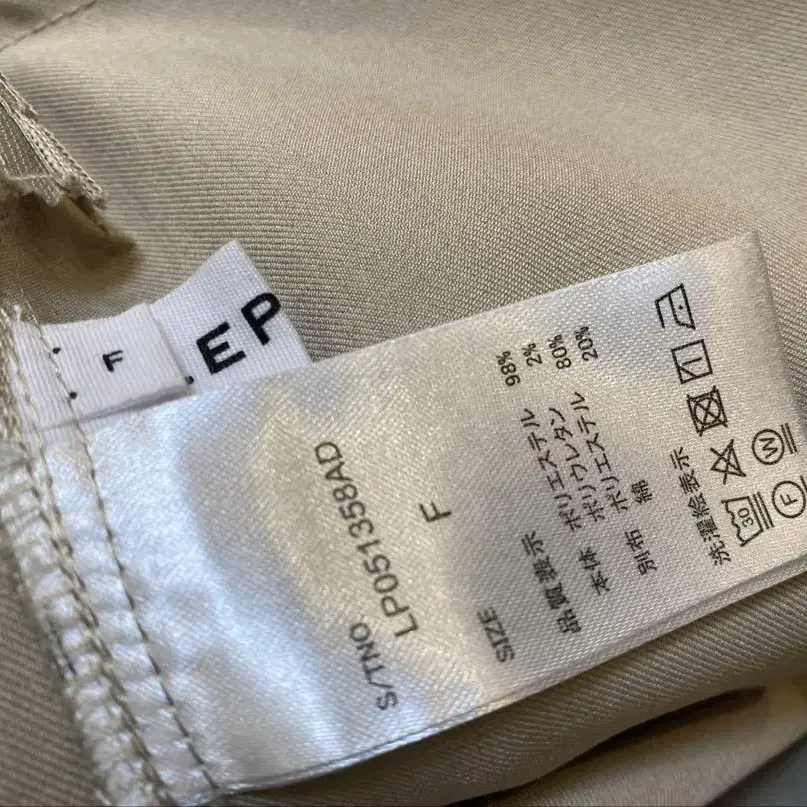 F
.EP
S/TNO.
LP051358AD
SIZE
F
品質表示
本体 ポリエステル 98%
ポリウレタン 2%
別布 ポリエステル 80%
綿 20%
洗濯絵表示
30
F
W